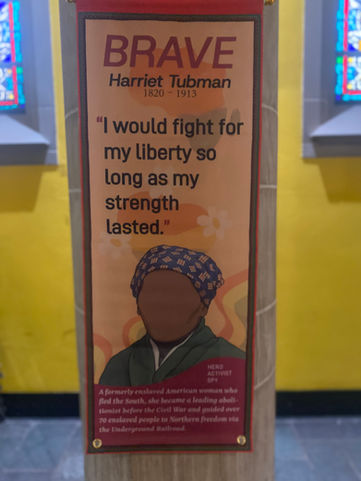 BRAVE
Harriet Tubman
1820 - 1913
"I would fight for
my liberty so
long as my
strength
lasted."
HERO
ACTIVIST
SPY
A formerly enslaved American woman who
fled the South, she became a leading aboli-
tionist before the Civil War and guided over
70 enslaved people to Northern freedom via
the Underground Railroad.